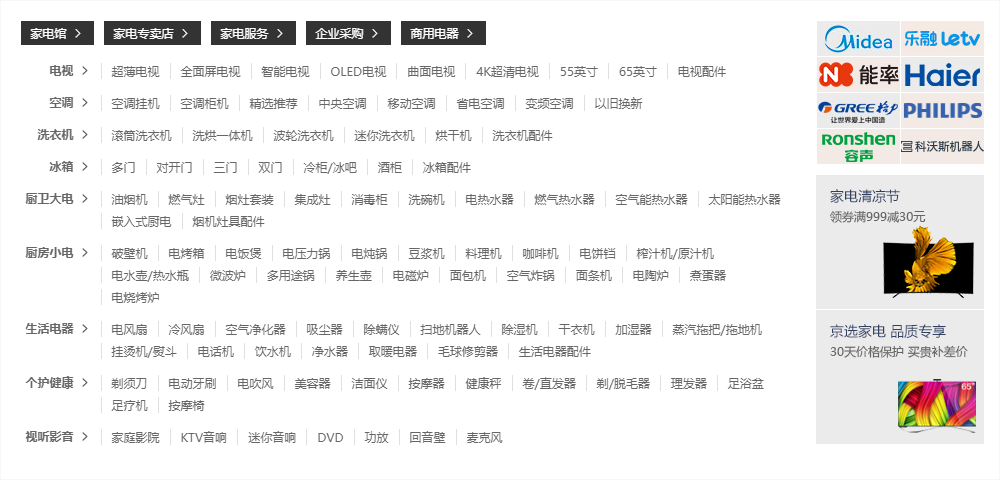 家电馆 家电专卖店 家电服务 企业采购 商用电器
电视 超薄电视 全面屏电视 智能电视 OLED电视 曲面电视 4K超清电视 55英寸 65英寸 电视配件
空调 空调挂机 空调柜机 精选推荐 中央空调 移动空调 省电空调 变频空调 以旧换新
洗衣机 滚筒洗衣机 洗烘一体机 波轮洗衣机 迷你洗衣机 烘干机 洗衣机配件
冰箱 多门 对开门 三门 双门 冷柜/冰吧 酒柜 冰箱配件
厨卫大电 油烟机 燃气灶 烟灶套装 集成灶 消毒柜 洗碗机 电热水器 燃气热水器 空气能热水器 太阳能热水器
嵌入式厨电 烟机灶具配件
厨房小电 破壁机 电烤箱 电饭煲 电压力锅 电炖锅 豆浆机 料理机 咖啡机 电饼铛 榨汁机/原汁机
电水壶/热水瓶 微波炉 多用途锅 养生壶 电磁炉 面包机 空气炸锅 面条机 电陶炉 煮蛋器
电烧烤炉
生活电器 电风扇 冷风扇 空气净化器 吸尘器 除螨仪 扫地机器人 除湿机 干衣机 加湿器 蒸汽拖把/拖地机
挂烫机/熨斗 电话机 饮水机 净水器 取暖电器 毛球修剪器 生活电器配件
个护健康 剃须刀 电动牙刷 电吹风 美容器 洁面仪 按摩器 健康秤 卷/直发器 剃/脱毛器 理发器 足浴盆
足疗机 按摩椅
视听影音 家庭影院 KTV音响 迷你音响 DVD 功放 回音壁 麦克风
Midea 乐融 Letv
能率 Haier
GREE格力 PHILIPS
让世界爱上中国造
Ronshen 科沃斯机器人
容声
家电清凉节
领券满999减30元
京选家电 品质专享
30天价格保护 买贵补差价
65"